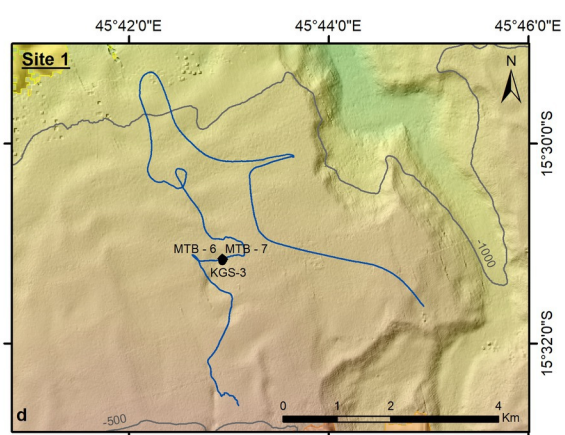 45°42'0"E
45°44'0"E
45°46'0"E
Site 1
N
15°30'0"S
MTB - 6
MTB - 7
KGS-3
-1000
15°32'0"S
0 1 2 4
Km
d
-500